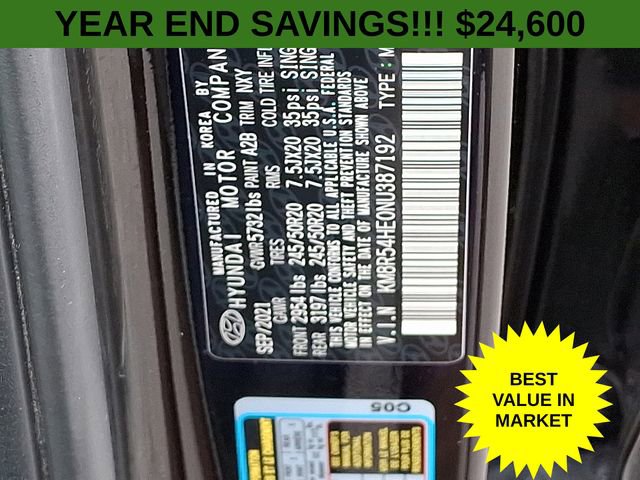 YEAR END SAVINGS!!! $24,600
MANUFACTURED IN KOREA BY
HYUNDAI MOTOR COMPAN
SEP/2021 GVWR 5732 lbs PAINT A2B TRIM NXY
GAWR RIMS COLD TIRE INFL
FRONT 2954 lbs 245/50R20 7.5JX20 35psi SING
REAR 3197 lbs 245/50R20 7.5JX20 35psi SING
THIS VEHICLE CONFORMS TO ALL APPLICABLE U.S.A. FEDERAL
MOTOR VEHICLE SAFETY AND THEFT PREVENTION STANDARDS
IN EFFECT ON THE DATE OF MANUFACTURE SHOWN ABOVE
V.I.N KM8R54HE0NU387192 TYPE : M
C05
BEST
VALUE IN
MARKET